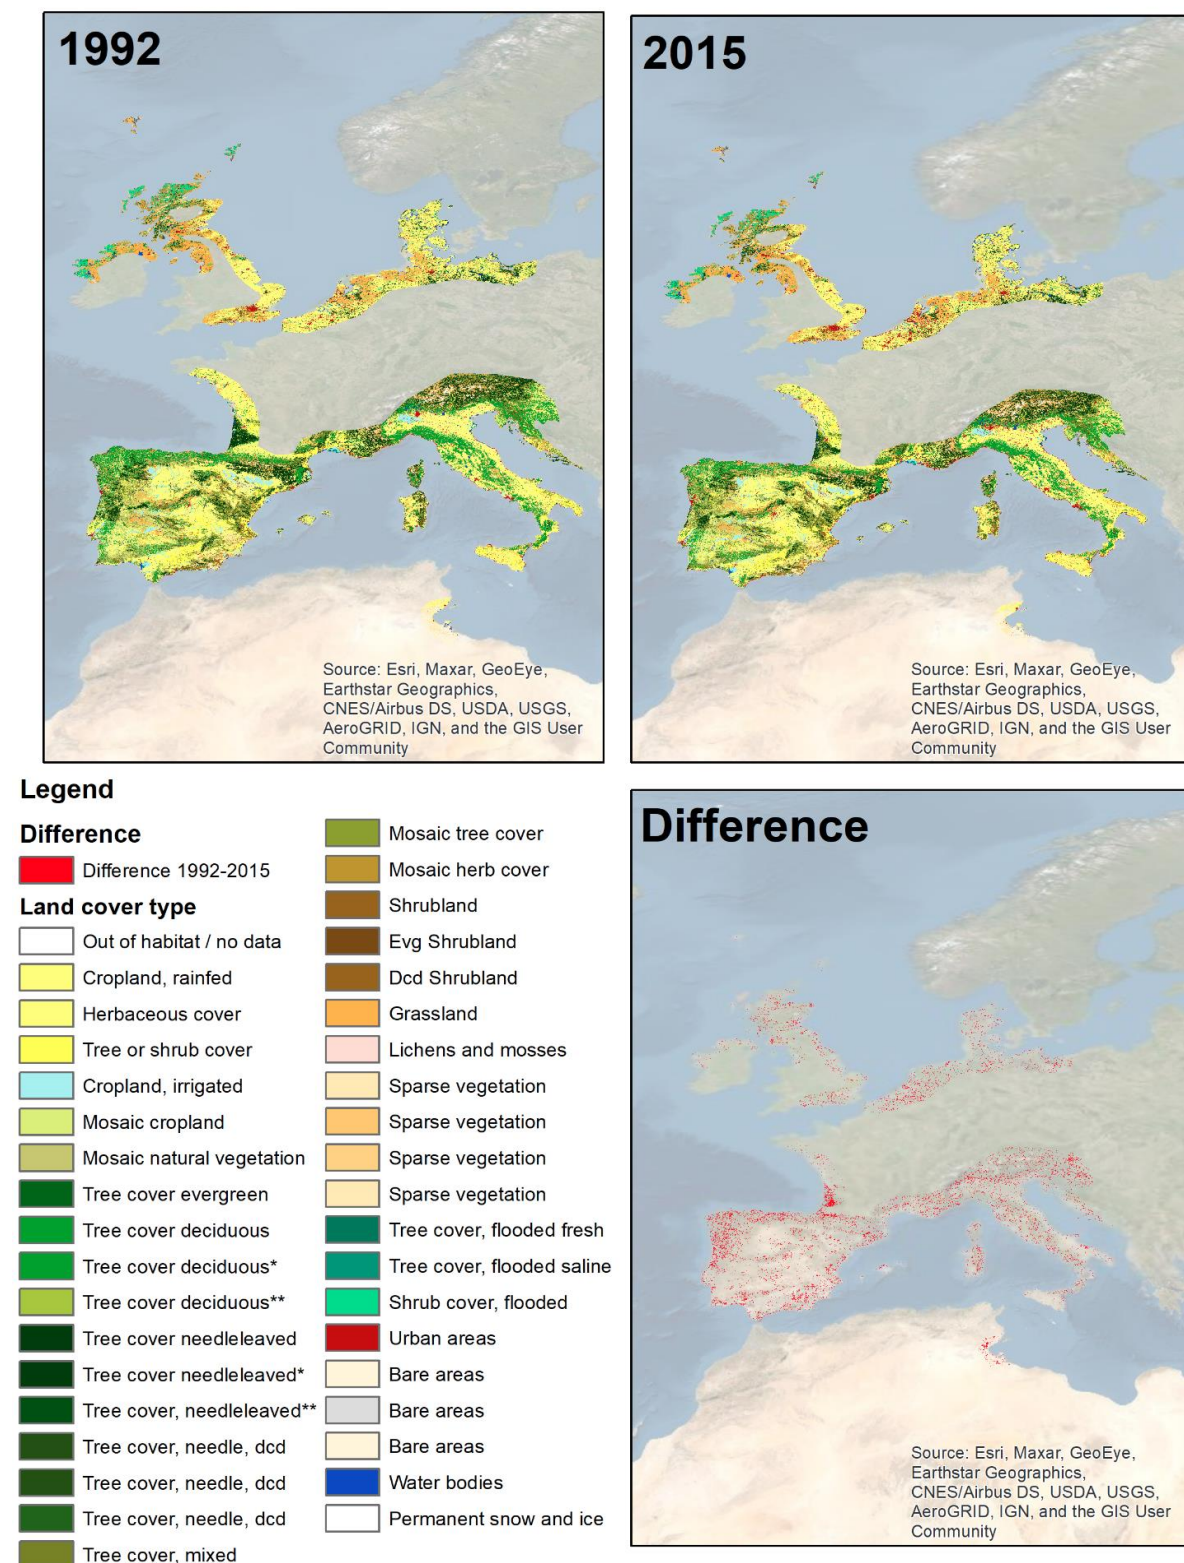 1992
Source: Esri, Maxar, GeoEye,
Earthstar Geographics,
CNES/Airbus DS, USDA, USGS,
AeroGRID, IGN, and the GIS User
Community
2015
Source: Esri, Maxar, GeoEye,
Earthstar Geographics,
CNES/Airbus DS, USDA, USGS,
AeroGRID, IGN, and the GIS User
Community
Legend
Difference
Difference 1992-2015
Land cover type
Out of habitat / no data
Cropland, rainfed
Herbaceous cover
Tree or shrub cover
Cropland, irrigated
Mosaic cropland
Mosaic natural vegetation
Tree cover evergreen
Tree cover deciduous
Tree cover deciduous*
Tree cover deciduous**
Tree cover needleleaved
Tree cover needleleaved*
Tree cover, needleleaved**
Tree cover, needle, dcd
Tree cover, needle, dcd
Tree cover, needle, dcd
Tree cover, mixed
Mosaic tree cover
Mosaic herb cover
Shrubland
Evg Shrubland
Dcd Shrubland
Grassland
Lichens and mosses
Sparse vegetation
Sparse vegetation
Sparse vegetation
Sparse vegetation
Tree cover, flooded fresh
Tree cover, flooded saline
Shrub cover, flooded
Urban areas
Bare areas
Bare areas
Bare areas
Water bodies
Permanent snow and ice
Difference
Source: Esri, Maxar, GeoEye,
Earthstar Geographics,
CNES/Airbus DS, USDA, USGS,
AeroGRID, IGN, and the GIS User
Community